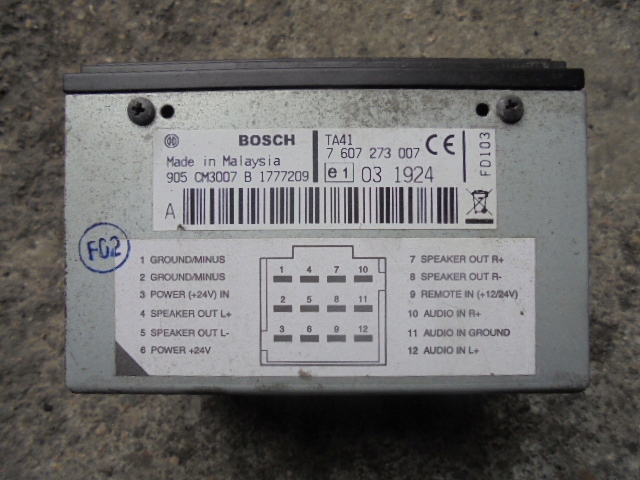 BOSCH
TA41
Made in Malaysia
7 607 273 007
CE
905 CM3007 B 1777209
e1 03 1924
FD103
A
F02
1 GROUND/MINUS
2 GROUND/MINUS
3 POWER (+24V) IN
4 SPEAKER OUT L+
5 SPEAKER OUT L-
6 POWER +24V
1 4 7 10
2 5 8 11
3 6 9 12
7 SPEAKER OUT R+
8 SPEAKER OUT R-
9 REMOTE IN (+12/24V)
10 AUDIO IN R+
11 AUDIO IN GROUND
12 AUDIO IN L+